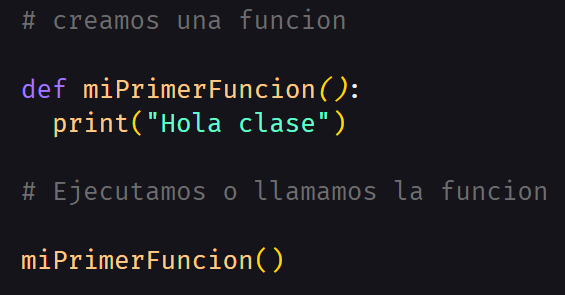 # creamos una funcion
def miPrimerFuncion():
  print("Hola clase")
# Ejecutamos o llamamos la funcion
miPrimerFuncion()